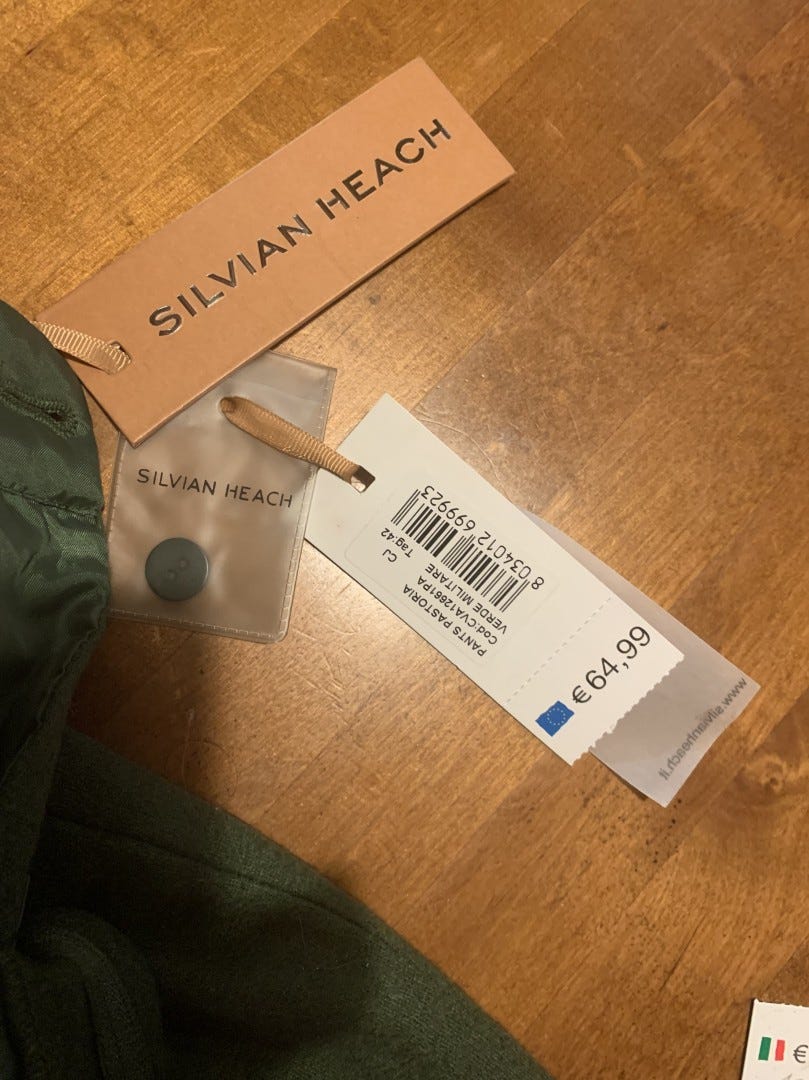 SILVIAN HEACH
SILVIAN HEACH
PANTS PASTORIA CJ
Cod:CVA12661PA Tag:42
VERDE MILITARE
8 034012 699923
€ 64,99
www.silvianheach.it
€